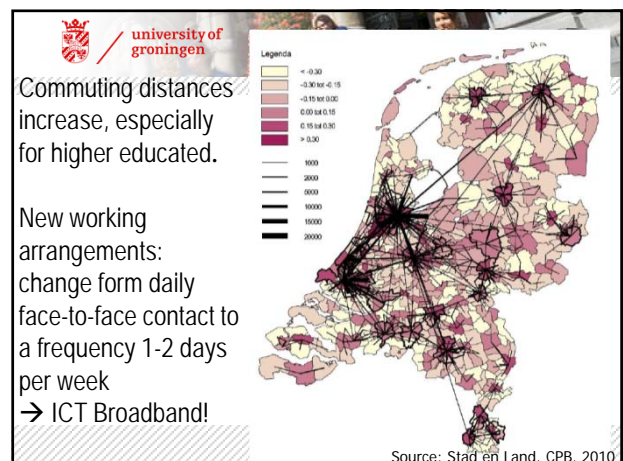 university of
groningen
Commuting distances
increase, especially
for higher educated.
New working
arrangements:
change form daily
face-to-face contact to
a frequency 1-2 days
per week
→ ICT Broadband!
Legenda
< -0.30
-0.30 tot -0.15
-0.15 tot 0.00
0.00 tot 0.15
0.15 tot 0.30
> 0.30
1000
2000
5000
10000
15000
20000
Source: Stad en Land, CPB, 2010